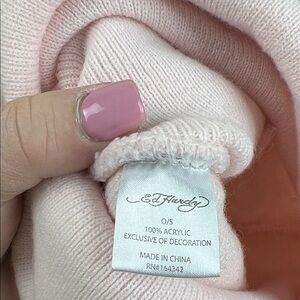 Ed Hardy
O/S
100% ACRYLIC
EXCLUSIVE OF DECORATION
MADE IN CHINA
RN#164342